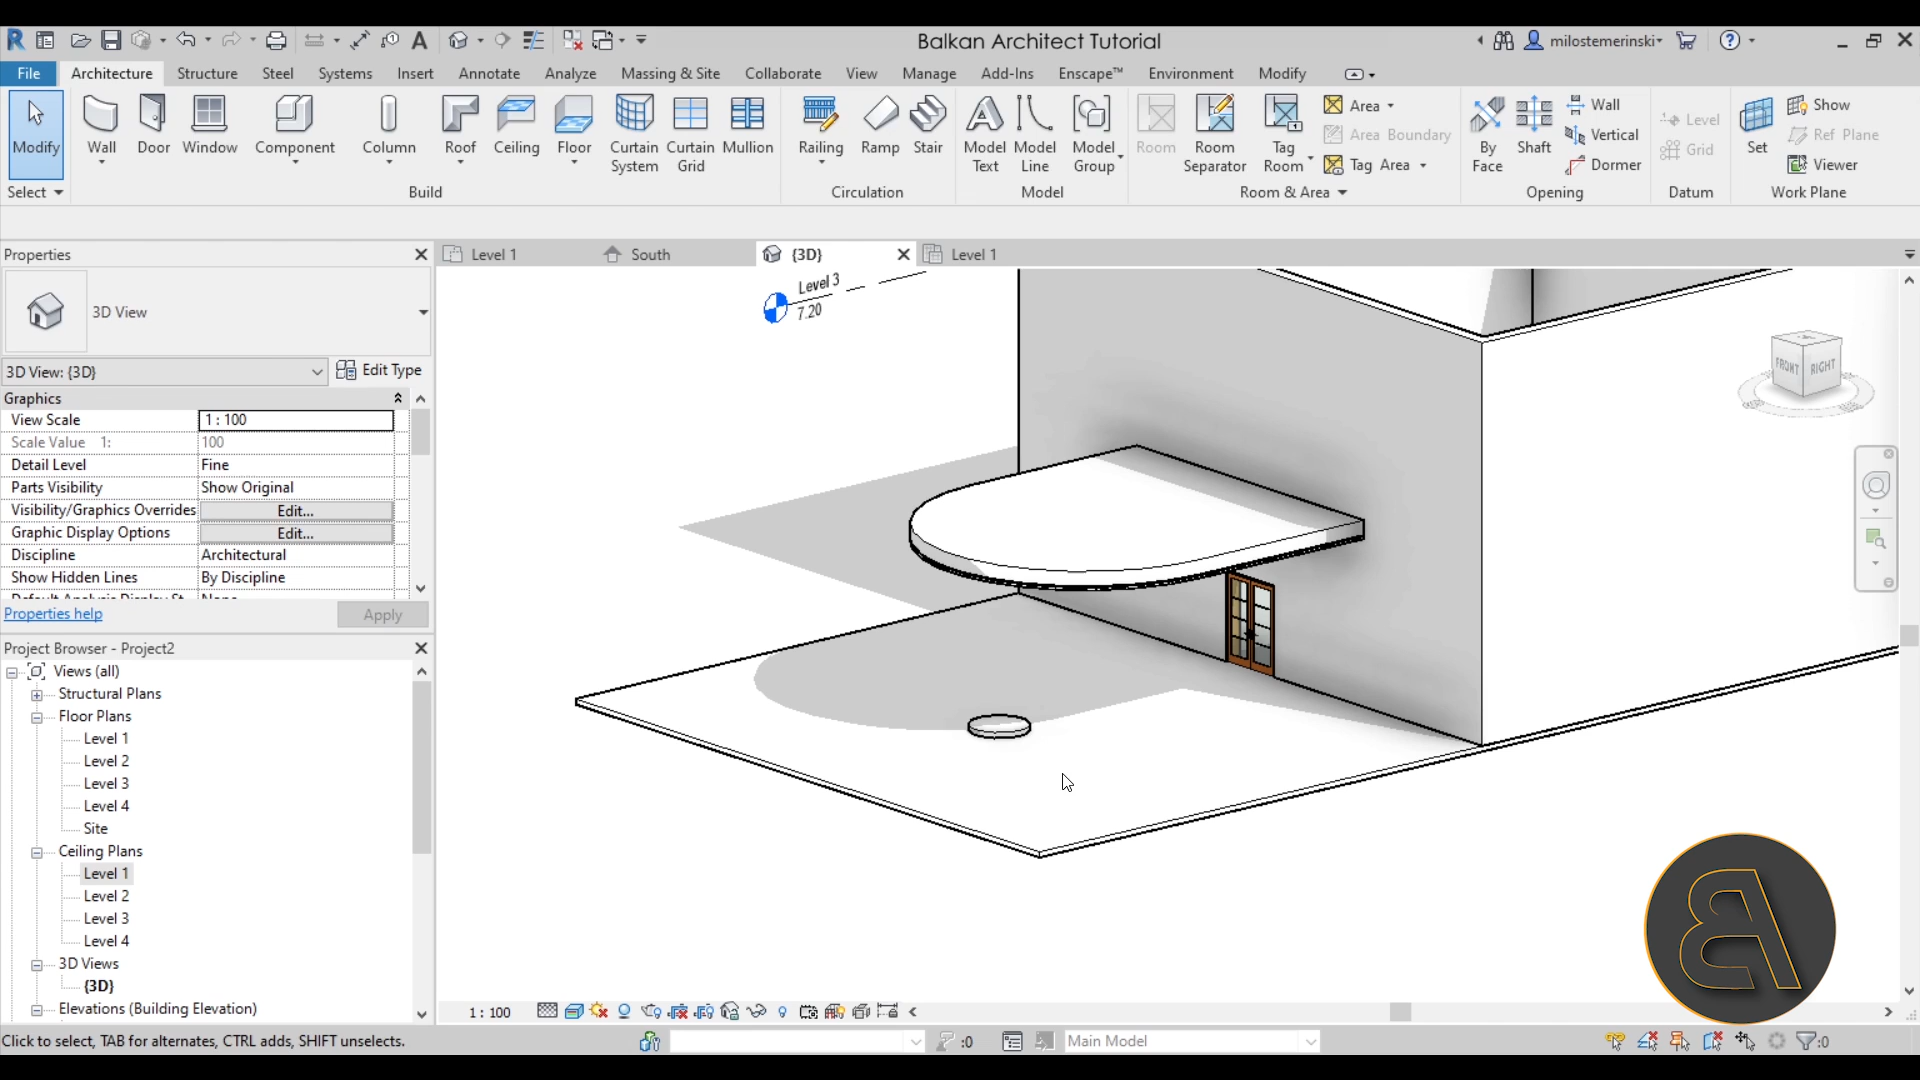 Balkan Architect Tutorial
milostemerinski
File Architecture Structure Steel Systems Insert Annotate Analyze Massing & Site Collaborate View Manage Add-Ins Enscape™ Environment Modify
Modify Wall Door Window Component Column Roof Ceiling Floor Curtain System Curtain Grid Mullion Railing Ramp Stair Model Text Model Line Model Group Room Room Separator Tag Room
Area
Area Boundary
Tag Area
By Face Shaft
Wall
Vertical
Dormer
Level
Grid
Set
Show
Ref Plane
Viewer
Select Build Circulation Model Room & Area Opening Datum Work Plane
Properties
Level 1 South {3D} Level 1
3D View
3D View: {3D} Edit Type
Graphics
View Scale 1 : 100
Scale Value 1: 100
Detail Level Fine
Parts Visibility Show Original
Visibility/Graphics Overrides Edit...
Graphic Display Options Edit...
Discipline Architectural
Show Hidden Lines By Discipline
Properties help Apply
Project Browser - Project2
Views (all)
Structural Plans
Floor Plans
Level 1
Level 2
Level 3
Level 4
Site
Ceiling Plans
Level 1
Level 2
Level 3
Level 4
3D Views
{3D}
Elevations (Building Elevation)
Level 3
7.20
FRONT RIGHT
1 : 100
Click to select, TAB for alternates, CTRL adds, SHIFT unselects.
:0
Main Model
:0